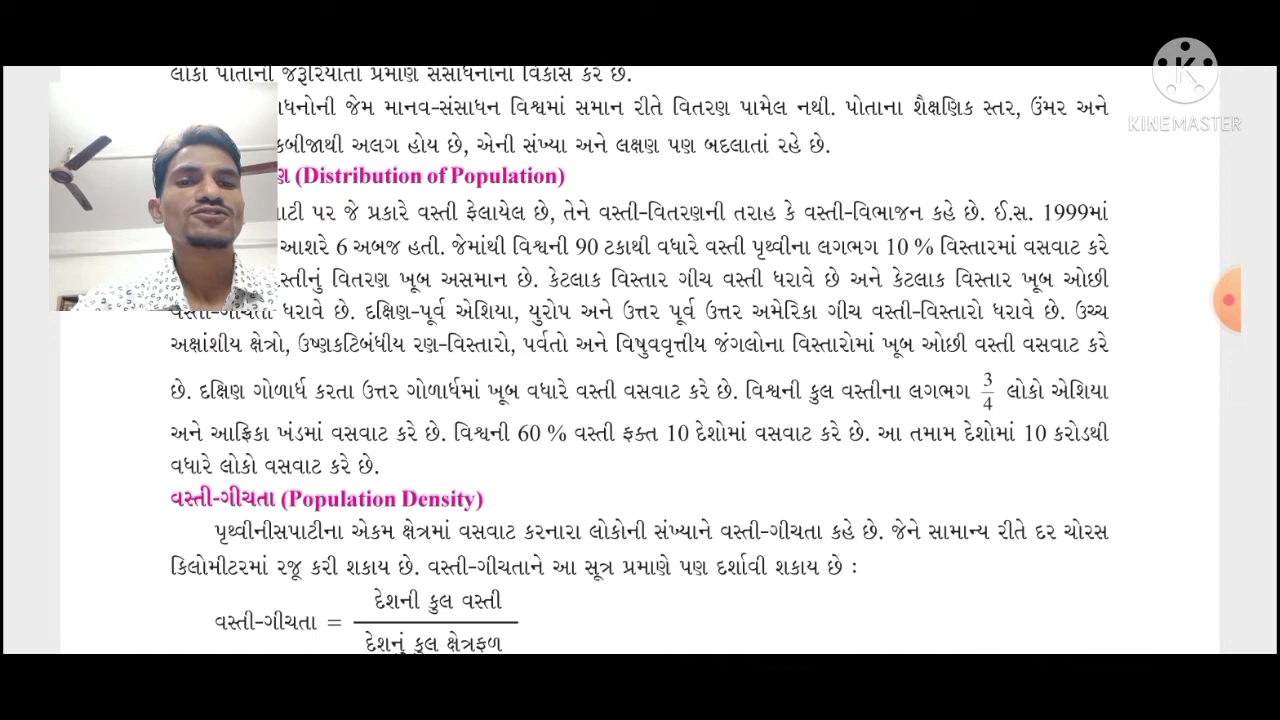 લોકો પોતાની જરૂરિયાતો પ્રમાણે સંસાધનોનો વિકાસ કરે છે.
KINEMASTER
ધનોની જેમ માનવ-સંસાધન વિશ્વમાં સમાન રીતે વિતરણ પામેલ નથી. પોતાના શૈક્ષણિક સ્તર, ઉંમર અને
કબીજાથી અલગ હોય છે, એની સંખ્યા અને લક્ષણ પણ બદલાતાં રહે છે.
ણ (Distribution of Population)
ાટી પર જે પ્રકારે વસ્તી ફેલાયેલ છે, તેને વસ્તી-વિતરણની તરાહ કે વસ્તી-વિભાજન કહે છે. ઈ.સ. 1999માં
આશરે 6 અબજ હતી. જેમાંથી વિશ્વની 90 ટકાથી વધારે વસ્તી પૃથ્વીના લગભગ 10 % વિસ્તારમાં વસવાટ કરે
સ્તીનું વિતરણ ખૂબ અસમાન છે. કેટલાક વિસ્તાર ગીચ વસ્તી ધરાવે છે અને કેટલાક વિસ્તાર ખૂબ ઓછી
વસ્તી-ગીચતા ધરાવે છે. દક્ષિણ-પૂર્વ એશિયા, યુરોપ અને ઉત્તર પૂર્વ ઉત્તર અમેરિકા ગીચ વસ્તી-વિસ્તારો ધરાવે છે. ઉચ્ચ
અક્ષાંશીય ક્ષેત્રો, ઉષ્ણકટિબંધીય રણ-વિસ્તારો, પર્વતો અને વિષુવવૃત્તીય જંગલોના વિસ્તારોમાં ખૂબ ઓછી વસ્તી વસવાટ કરે
છે. દક્ષિણ ગોળાર્ધ કરતા ઉત્તર ગોળાર્ધમાં ખૂબ વધારે વસ્તી વસવાટ કરે છે. વિશ્વની કુલ વસ્તીના લગભગ 3/4 લોકો એશિયા
અને આફ્રિકા ખંડમાં વસવાટ કરે છે. વિશ્વની 60 % વસ્તી ફક્ત 10 દેશોમાં વસવાટ કરે છે. આ તમામ દેશોમાં 10 કરોડથી
વધારે લોકો વસવાટ કરે છે.
વસ્તી-ગીચતા (Population Density)
પૃથ્વીનીસપાટીના એકમ ક્ષેત્રમાં વસવાટ કરનારા લોકોની સંખ્યાને વસ્તી-ગીચતા કહે છે. જેને સામાન્ય રીતે દર ચોરસ
કિલોમીટરમાં રજૂ કરી શકાય છે. વસ્તી-ગીચતાને આ સૂત્ર પ્રમાણે પણ દર્શાવી શકાય છે :
દેશની કુલ વસ્તી
વસ્તી-ગીચતા =
દેશનું કુલ ક્ષેત્રફળ